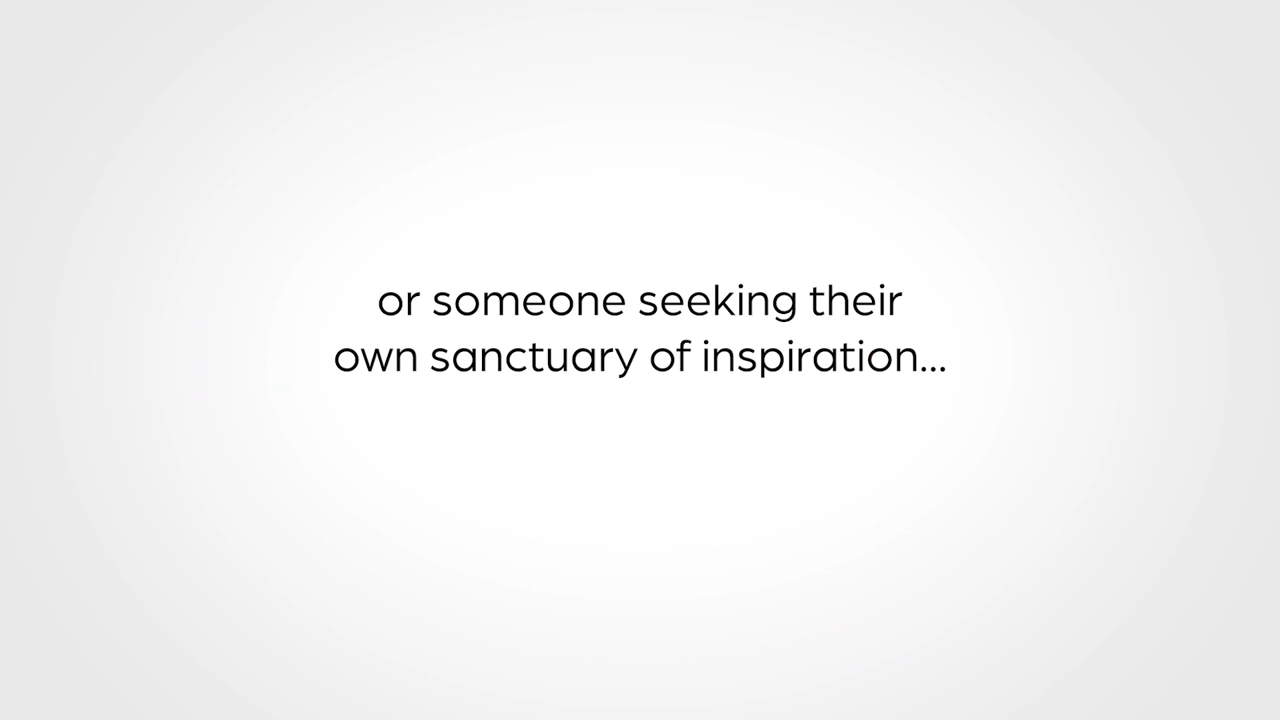 or someone seeking their
own sanctuary of inspiration...